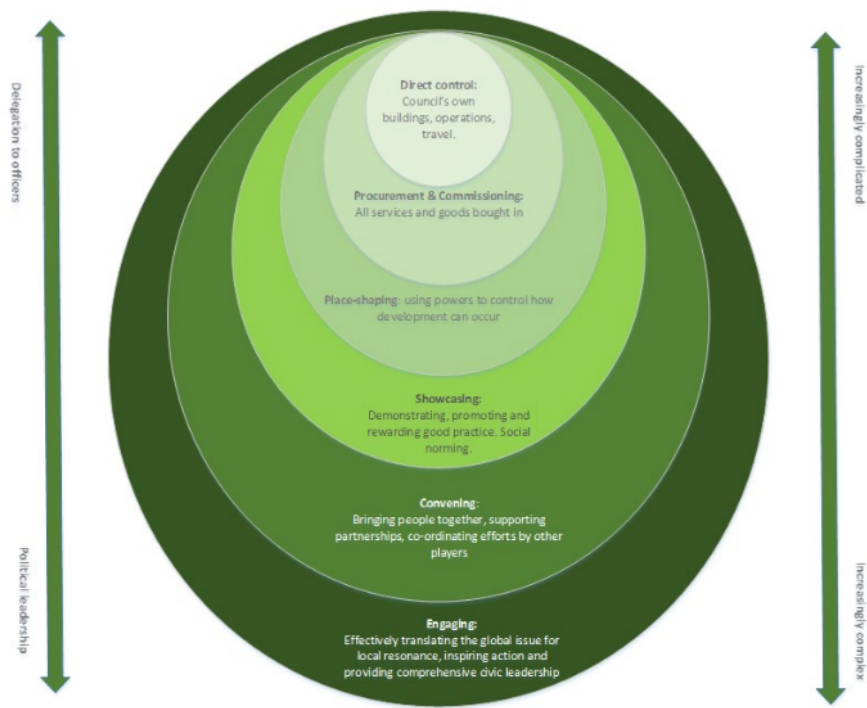 Delegation to officers
Political leadership
Direct control:
Council's own
buildings, operations,
travel.
Procurement & Commissioning:
All services and goods bought in
Place-shaping: using powers to control how
development can occur
Showcasing:
Demonstrating, promoting and
rewarding good practice. Social
norming.
Convening:
Bringing people together, supporting
partnerships, co-ordinating efforts by other
players
Engaging:
Effectively translating the global issue for
local resonance, inspiring action and
providing comprehensive civic leadership
Increasingly complicated
Increasingly complex